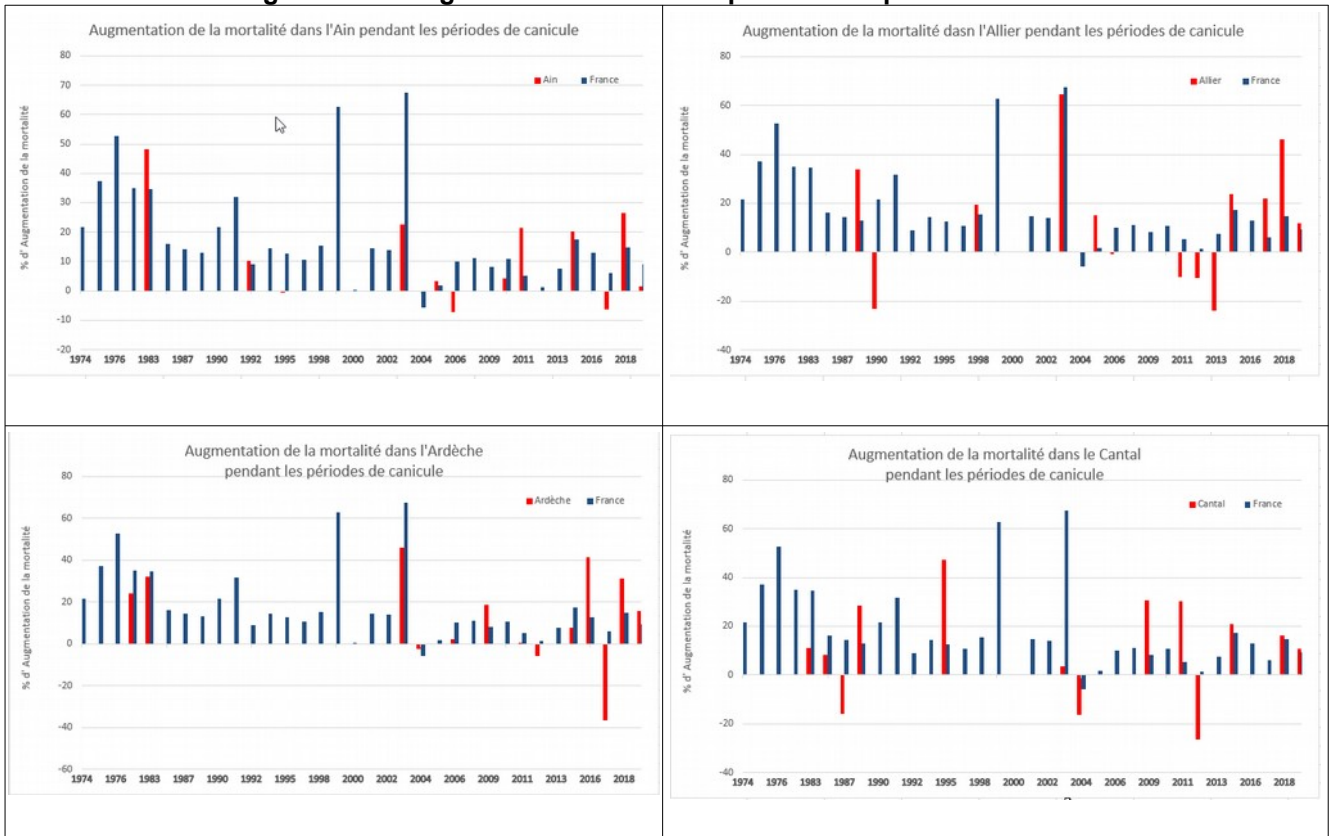 Augmentation de la mortalité dans l'Ain pendant les périodes de canicule
80
70
60
50
40
30
20
10
0
-10
-20
% d' Augmentation de la mortalité
Ain France
1974 1976 1983 1987 1990 1992 1995 1998 2000 2004 2006 2009 2011 2013 2016 2018
Augmentation de la mortalité dasn l'Allier pendant les périodes de canicule
80
60
40
20
0
-20
-40
% d' Augmentation de la mortalité
Allier France
1974 1976 1983 1987 1990 1992 1995 1998 2000 2002 2004 2006 2009 2011 2013 2016 2018
Augmentation de la mortalité dans l'Ardèche
pendant les périodes de canicule
80
60
40
20
0
-20
-40
-60
% d' Augmentation de la mortalité
Ardèche France
1974 1976 1983 1987 1990 1992 1995 1998 2000 2002 2004 2006 2009 2011 2013 2016 2018
Augmentation de la mortalité dans le Cantal
pendant les périodes de canicule
80
60
40
20
0
-20
-40
% d' Augmentation de la mortalité
Cantal France
1974 1976 1983 1987 1990 1992 1995 1998 2000 2002 2004 2006 2009 2011 2013 2016 2018